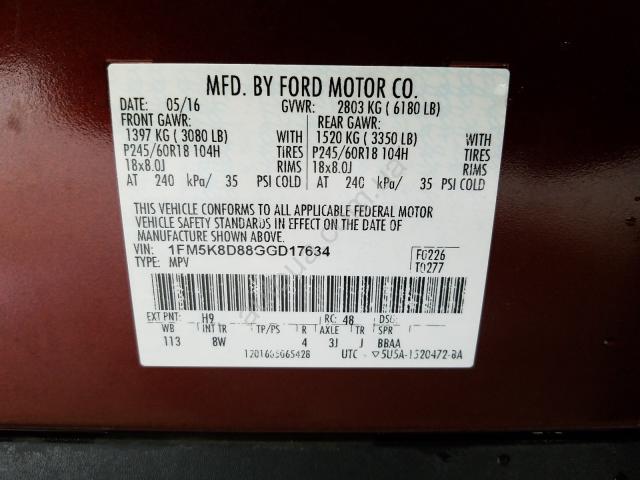 MFD. BY FORD MOTOR CO.
DATE: 05/16 GVWR: 2803 KG ( 6180 LB)
FRONT GAWR: REAR GAWR:
1397 KG ( 3080 LB) WITH 1520 KG ( 3350 LB) WITH
P245/60R18 104H TIRES P245/60R18 104H TIRES
18x8.0J RIMS 18x8.0J RIMS
AT 240 kPa/ 35 PSI COLD AT 240 kPa/ 35 PSI COLD
THIS VEHICLE CONFORMS TO ALL APPLICABLE FEDERAL MOTOR
VEHICLE SAFETY STANDARDS IN EFFECT ON THE DATE OF
MANUFACTURE SHOWN ABOVE.
VIN: 1FM5K8D88GGD17634 F0226
TYPE: MPV T0277
EXT PNT: H9 RC: 48 DSO:
WB INT TR TP/PS R AXLE TR SPR
113 8W 4 3J J BBAA
UTC ▽5U5A-1520472-BA